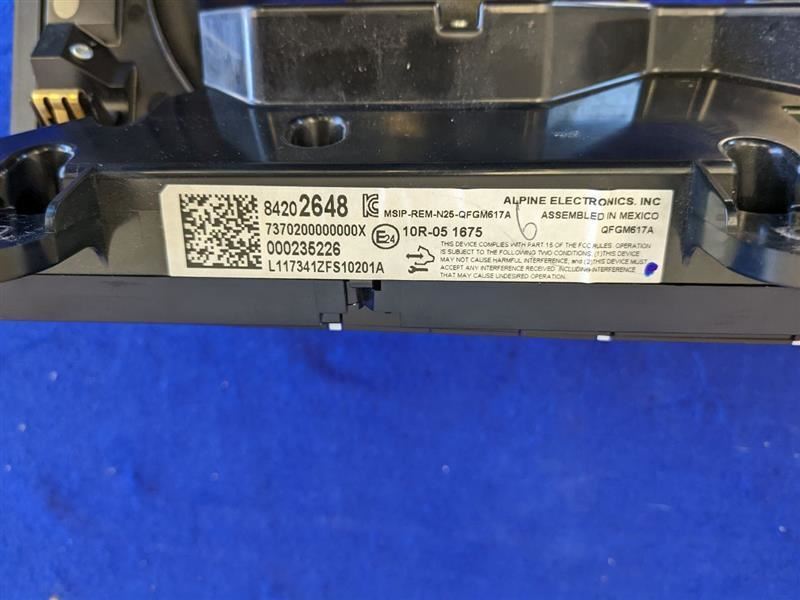 84202648
7370200000000X
000235226
L117341ZFS10201A
MSIP-REM-N25-QFGM617A
E24 10R-05 1675
6
ALPINE ELECTRONICS. INC
ASSEMBLED IN MEXICO
QFGM617A
THIS DEVICE COMPLIES WITH PART 15 OF THE FCC RULES. OPERATION
IS SUBJECT TO THE FOLLOWING TWO CONDITIONS: (1)THIS DEVICE
MAY NOT CAUSE HARMFUL INTERFERENCE, and (2)THIS DEVICE MUST
ACCEPT ANY INTERFERENCE RECEIVED. INCLUDING INTERFERENCE
THAT MAY CAUSE UNDESIRED OPERATION.